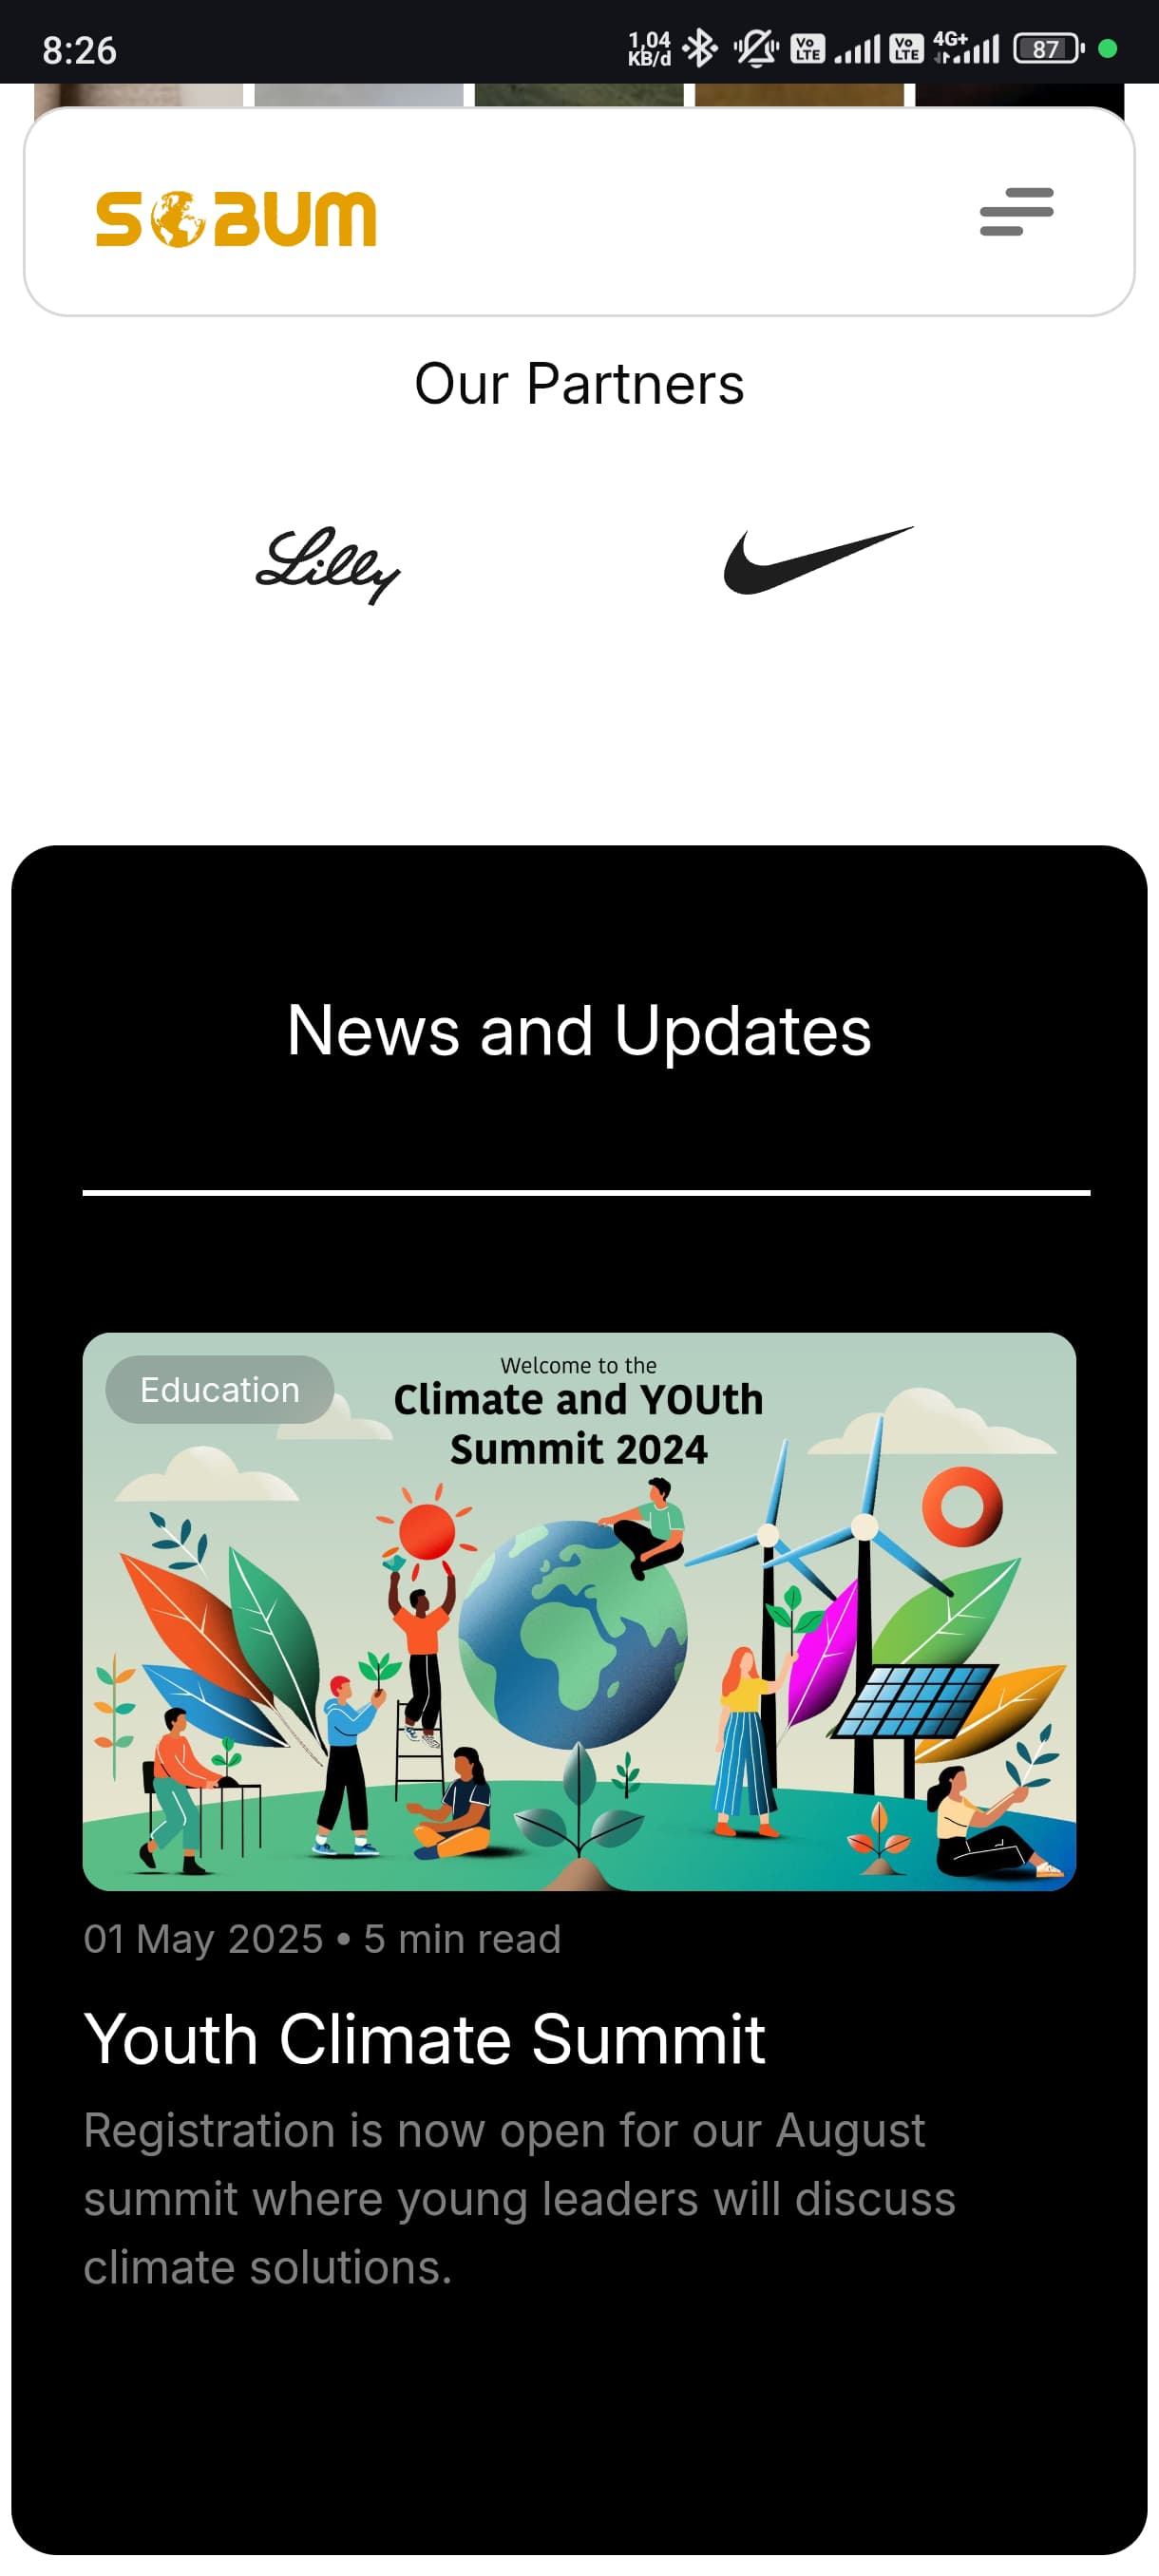 8:26
1,04
KB/d
Vo
LTE
Vo
LTE
4G+
87
SOBUM
Our Partners
Lilly
News and Updates
Education
Welcome to the
Climate and YOUth
Summit 2024
01 May 2025 • 5 min read
Youth Climate Summit
Registration is now open for our August
summit where young leaders will discuss
climate solutions.